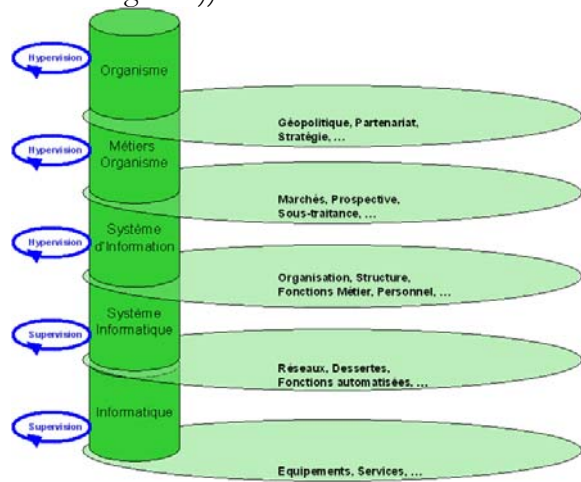 Hypervision
Organisme
Géopolitique, Partenariat,
Stratégie, ...
Hypervision
Métiers
Organisme
Marchés, Prospective,
Sous-traitance, ...
Hypervision
Système
d'Information
Organisation, Structure,
Fonctions Métier, Personnel, ...
Supervision
Système
Informatique
Réseaux, Dessertes,
Fonctions automatisées, ...
Supervision
Informatique
Equipements, Services, ...